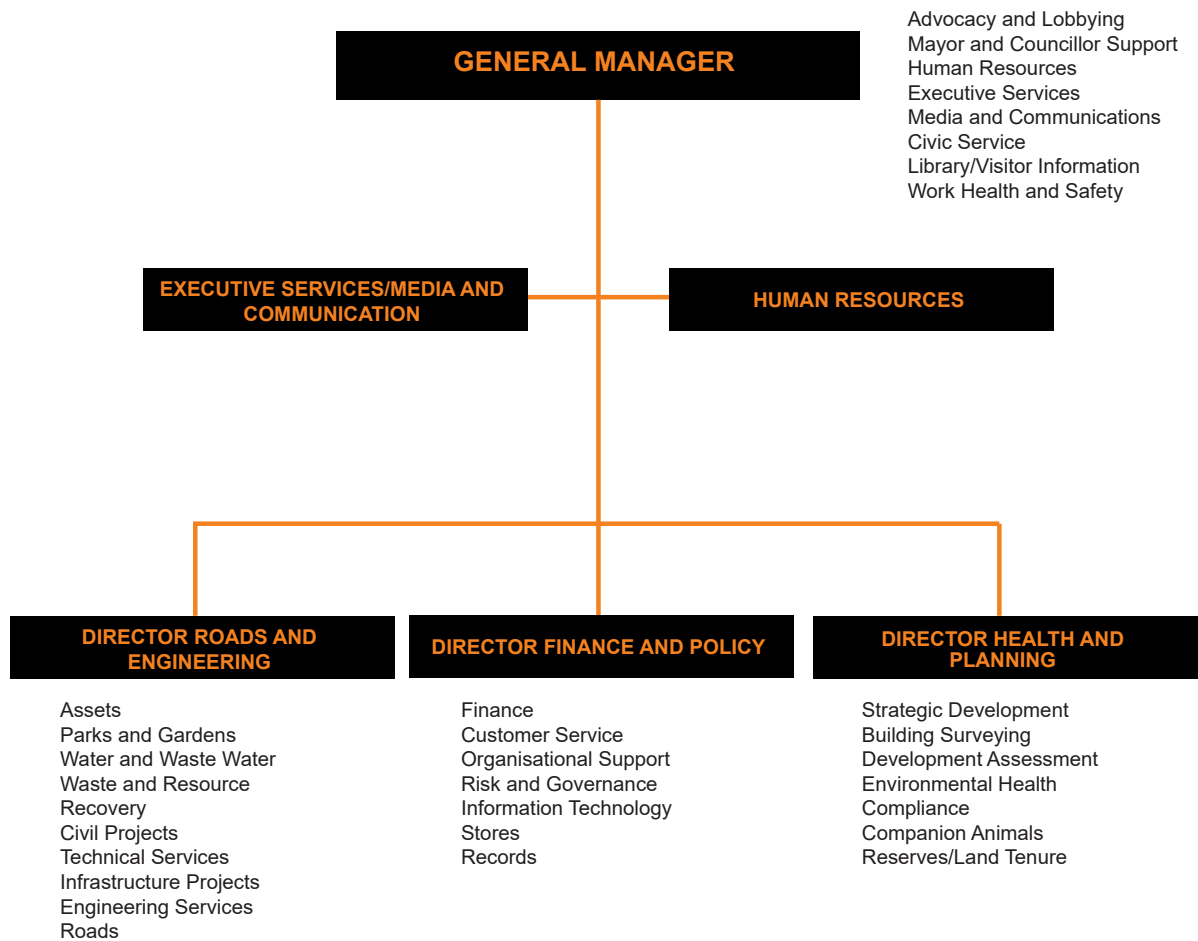 GENERAL MANAGER
Advocacy and Lobbying
Mayor and Councillor Support
Human Resources
Executive Services
Media and Communications
Civic Service
Library/Visitor Information
Work Health and Safety
EXECUTIVE SERVICES/MEDIA AND
COMMUNICATION
HUMAN RESOURCES
DIRECTOR ROADS AND
ENGINEERING
Assets
Parks and Gardens
Water and Waste Water
Waste and Resource
Recovery
Civil Projects
Technical Services
Infrastructure Projects
Engineering Services
Roads
DIRECTOR FINANCE AND POLICY
Finance
Customer Service
Organisational Support
Risk and Governance
Information Technology
Stores
Records
DIRECTOR HEALTH AND
PLANNING
Strategic Development
Building Surveying
Development Assessment
Environmental Health
Compliance
Companion Animals
Reserves/Land Tenure